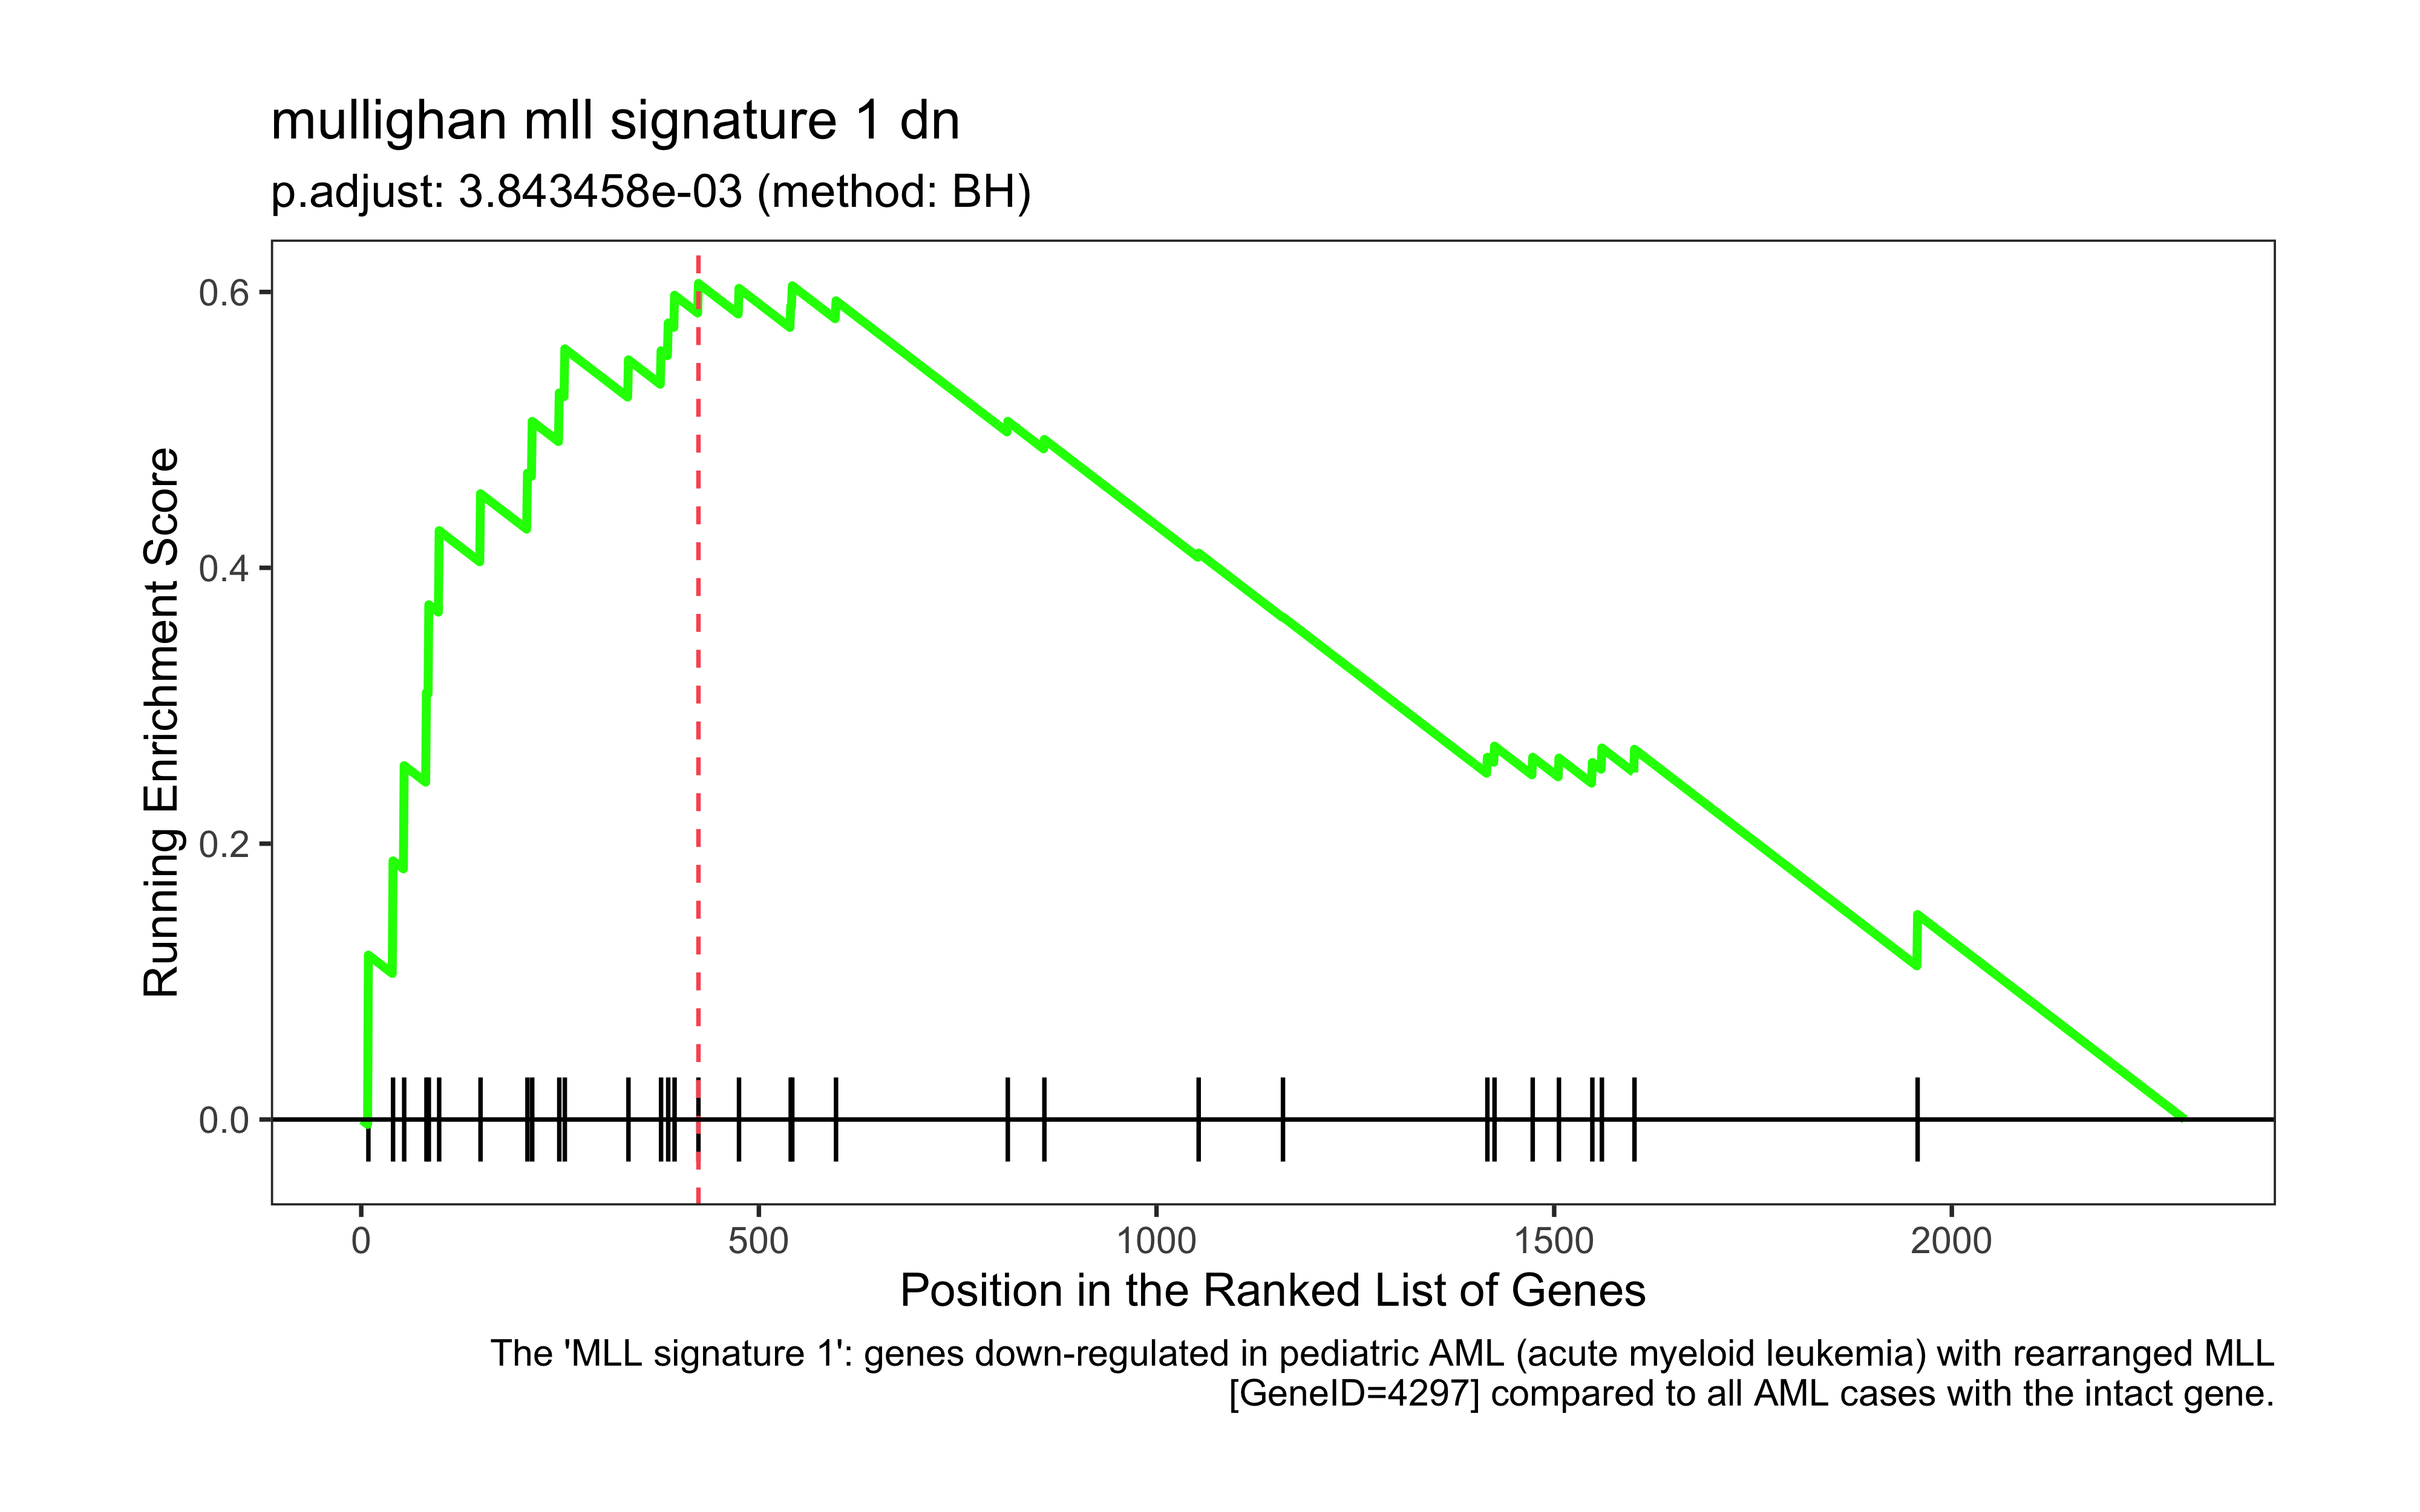 mullighan mll signature 1 dn
p.adjust: 3.843458e-03 (method: BH)
Running Enrichment Score
0.6
0.4
0.2
0.0
0 500 1000 1500 2000
Position in the Ranked List of Genes
The 'MLL signature 1': genes down-regulated in pediatric AML (acute myeloid leukemia) with rearranged MLL
[GeneID=4297] compared to all AML cases with the intact gene.